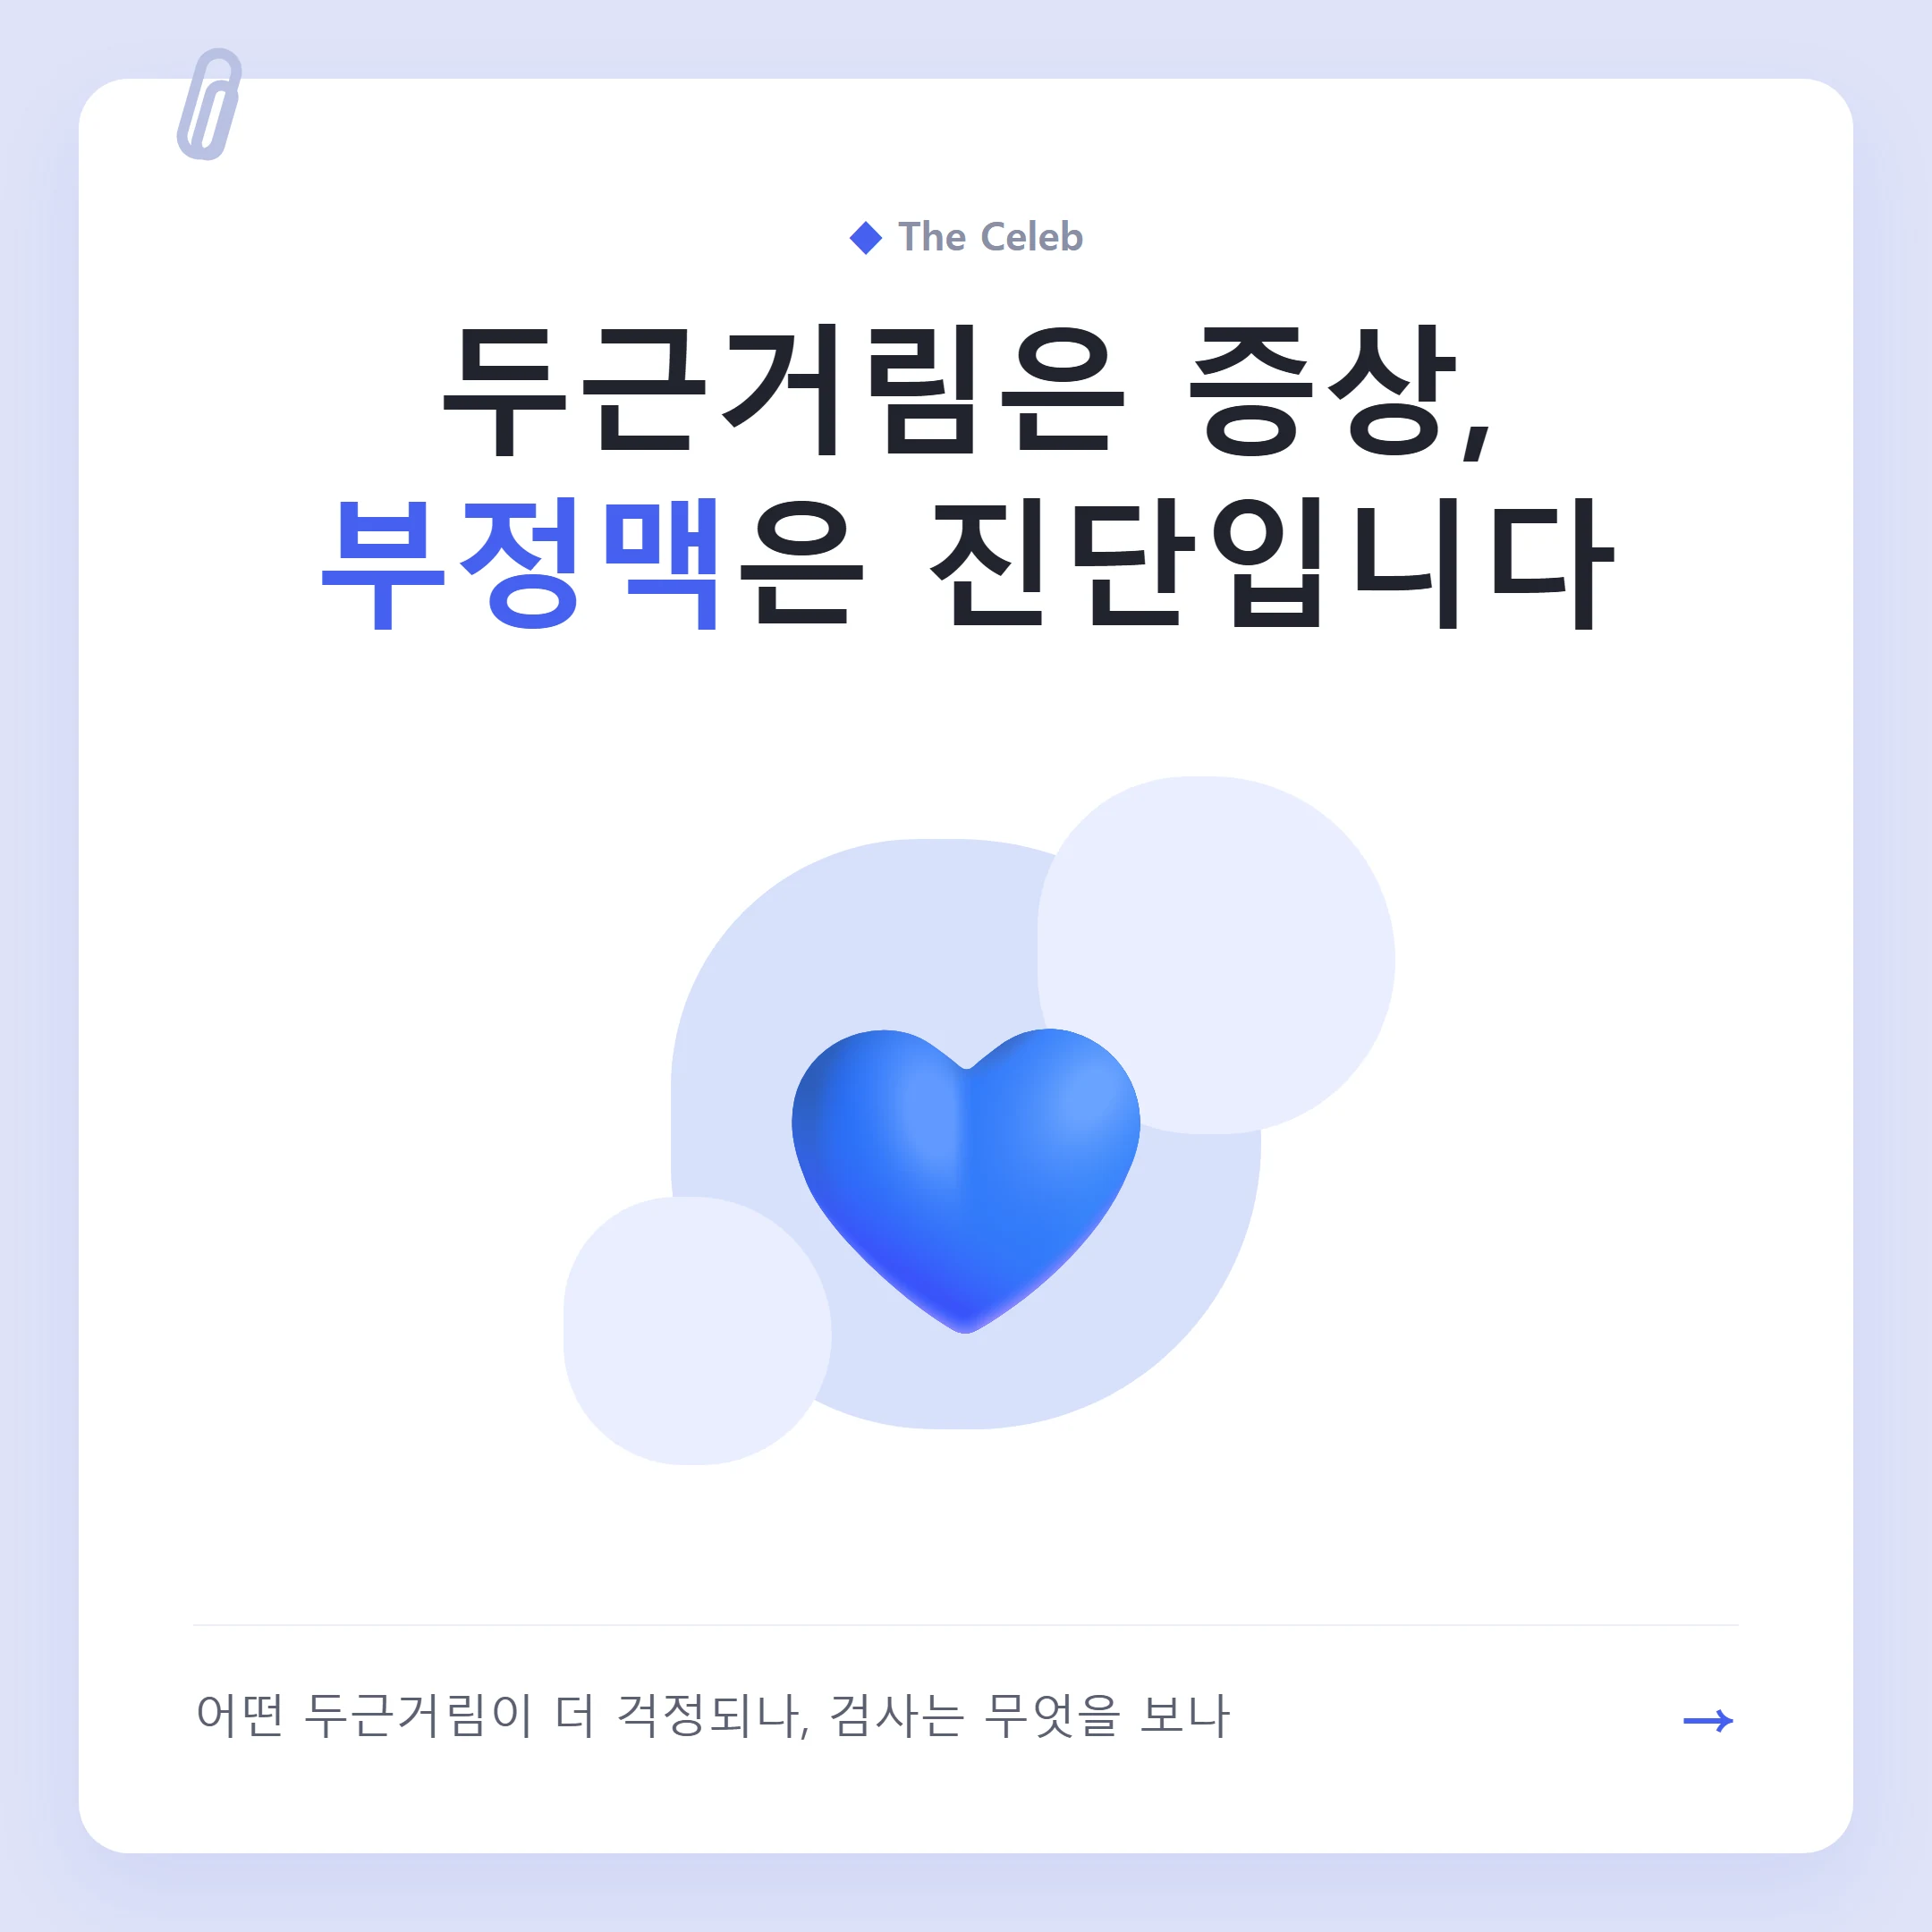 The Celeb
두근거림은 증상,
부정맥은 진단입니다
어떤 두근거림이 더 걱정되나, 검사는 무엇을 보나